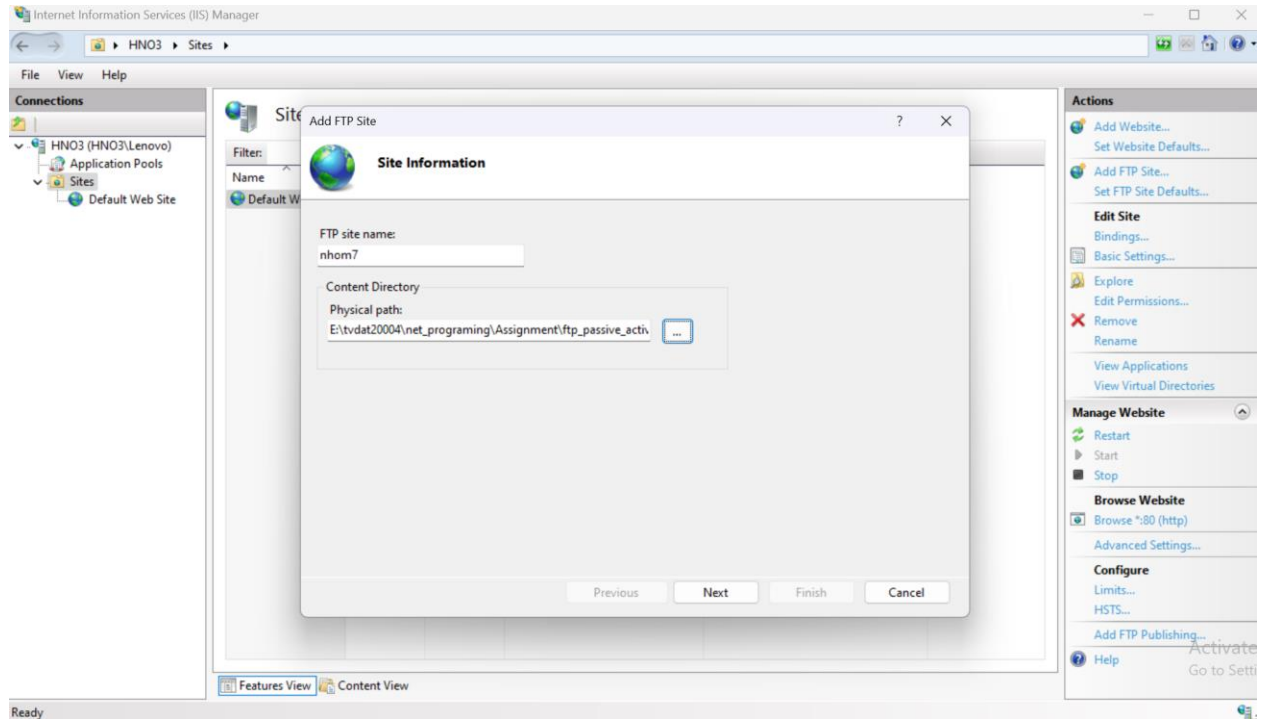 Internet Information Services (IIS) Manager
HNO3
Sites
File View Help
Connections
HNO3 (HNO3\Lenovo)
Application Pools
Sites
Default Web Site
Filter:
Name
Add FTP Site
?
Site Information
FTP site name:
nhom7
Content Directory
Physical path:
E:\tvdat20004\net_programing\Assignment\ftp_passive_activ
...
Previous Next Finish Cancel
Features View Content View
Actions
Add Website...
Set Website Defaults...
Add FTP Site...
Set FTP Site Defaults...
Edit Site
Bindings...
Basic Settings...
Explore
Edit Permissions...
Remove
Rename
View Applications
View Virtual Directories
Manage Website
Restart
Start
Stop
Browse Website
Browse *:80 (http)
Advanced Settings...
Configure
Limits...
HSTS...
Add FTP Publishing...
Help
Activate
Go to Setti
Ready